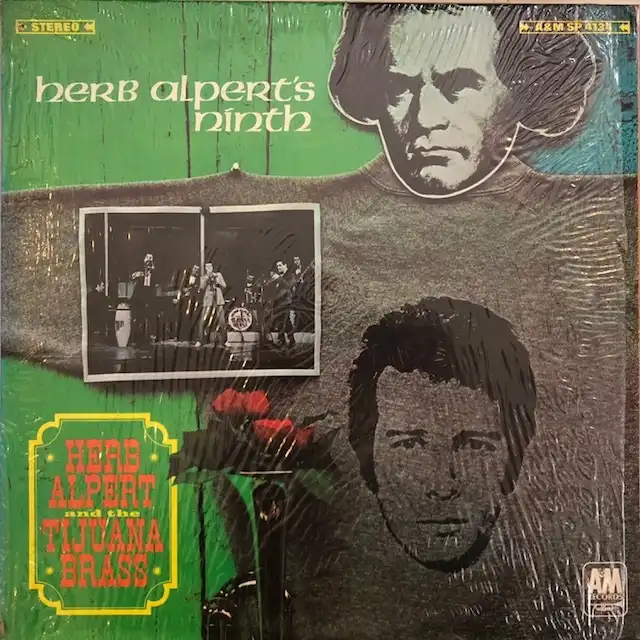 STEREO
A&M SP 4134
herb alpert's
ninth
HERB
ALPERT
and the
TIJUANA
BRASS
A&M
RECORDS